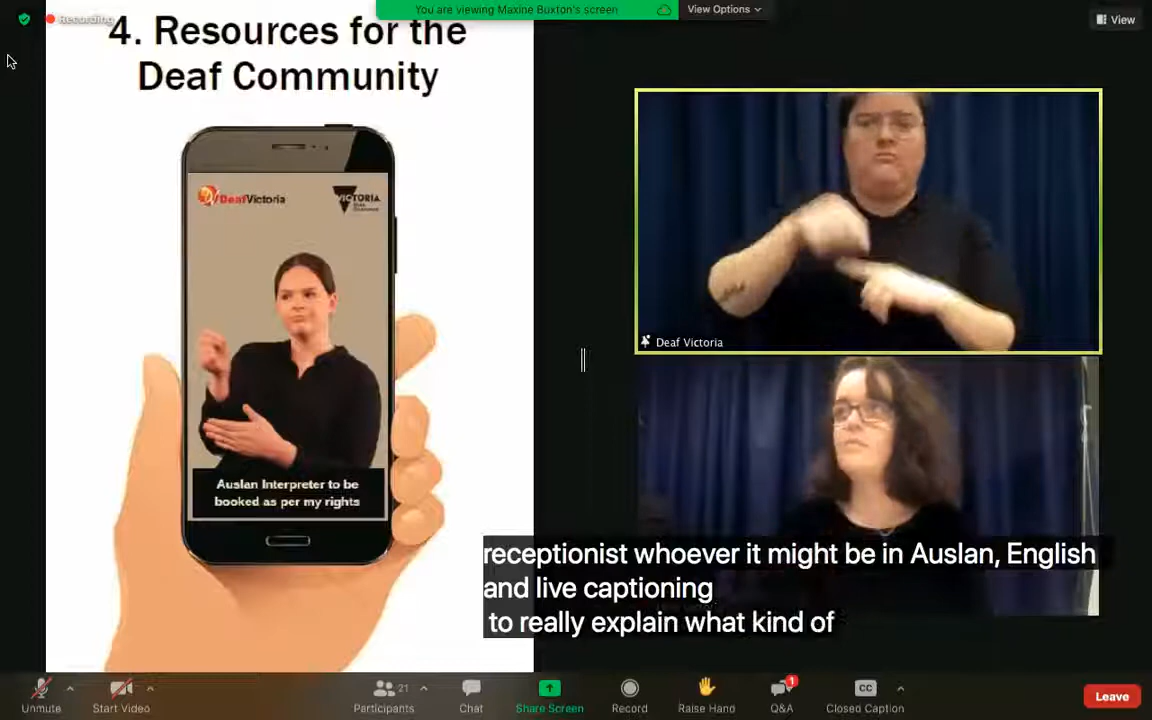 Recording
You are viewing Maxine Buxton's screen
View Options
View
4. Resources for the
Deaf Community
DeafVictoria
VICTORIA
Auslan Interpreter to be
booked as per my rights
Deaf Victoria
receptionist whoever it might be in Auslan, English
and live captioning
to really explain what kind of
Unmute
Start Video
Participants
21
Chat
Share Screen
Record
Raise Hand
Q&A
1
CC
Closed Caption
Leave